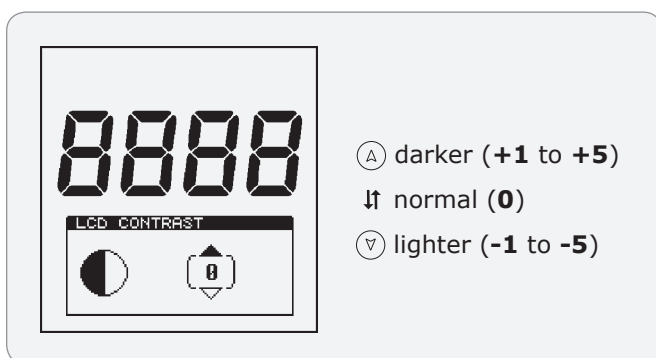 8888
LCD CONTRAST
0
darker (+1 to +5)
normal (0)
lighter (-1 to -5)